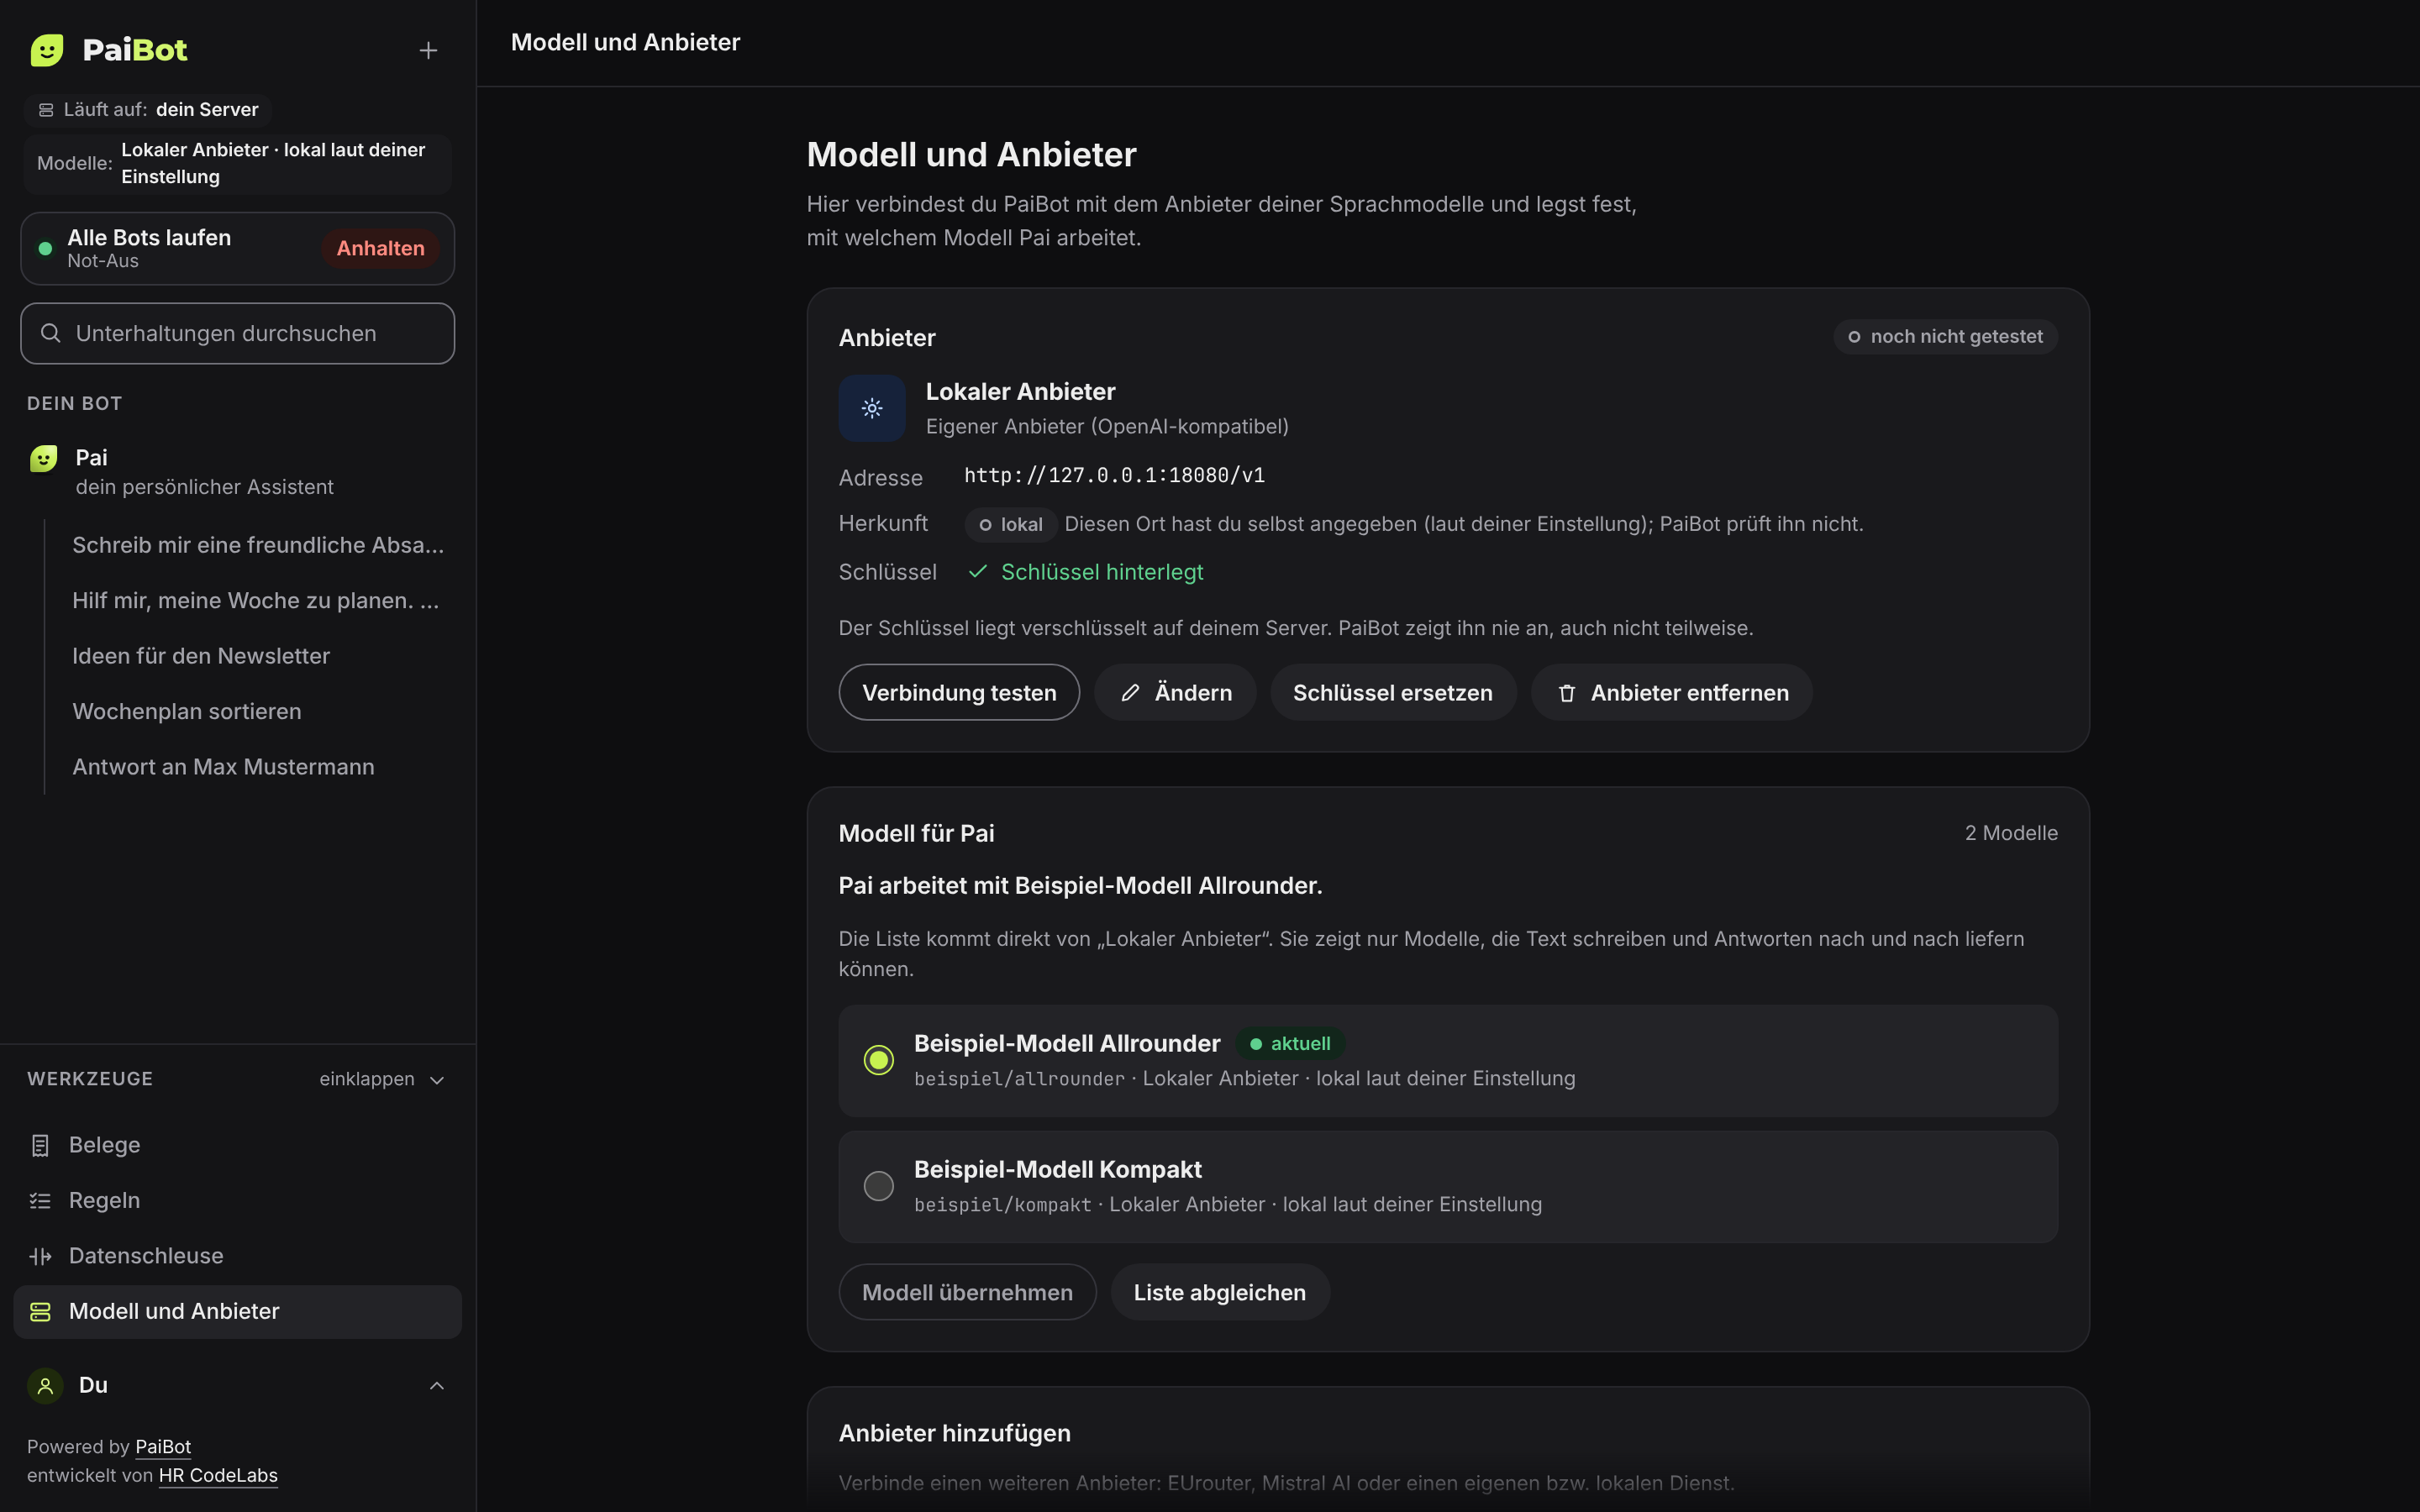 PaiBot
Läuft auf: dein Server
Modelle: Lokaler Anbieter · lokal laut deiner
Einstellung
Alle Bots laufen
Not-Aus
Anhalten
Unterhaltungen durchsuchen
DEIN BOT
Pai
dein persönlicher Assistent
Schreib mir eine freundliche Absa...
Hilf mir, meine Woche zu planen. ...
Ideen für den Newsletter
Wochenplan sortieren
Antwort an Max Mustermann
WERKZEUGE
einklappen
Belege
Regeln
Datenschleuse
Modell und Anbieter
Du
Powered by PaiBot
entwickelt von HR CodeLabs
Modell und Anbieter
Modell und Anbieter
Hier verbindest du PaiBot mit dem Anbieter deiner Sprachmodelle und legst fest,
mit welchem Modell Pai arbeitet.
Anbieter
noch nicht getestet
Lokaler Anbieter
Eigener Anbieter (OpenAI-kompatibel)
Adresse http://127.0.0.1:18080/v1
Herkunft lokal Diesen Ort hast du selbst angegeben (laut deiner Einstellung); PaiBot prüft ihn nicht.
Schlüssel Schlüssel hinterlegt
Der Schlüssel liegt verschlüsselt auf deinem Server. PaiBot zeigt ihn nie an, auch nicht teilweise.
Verbindung testen Ändern Schlüssel ersetzen Anbieter entfernen
Modell für Pai
2 Modelle
Pai arbeitet mit Beispiel-Modell Allrounder.
Die Liste kommt direkt von „Lokaler Anbieter“. Sie zeigt nur Modelle, die Text schreiben und Antworten nach und nach liefern
können.
Beispiel-Modell Allrounder aktuell
beispiel/allrounder · Lokaler Anbieter · lokal laut deiner Einstellung
Beispiel-Modell Kompakt
beispiel/kompakt · Lokaler Anbieter · lokal laut deiner Einstellung
Modell übernehmen Liste abgleichen
Anbieter hinzufügen
Verbinde einen weiteren Anbieter: EUrouter, Mistral AI oder einen eigenen bzw. lokalen Dienst.